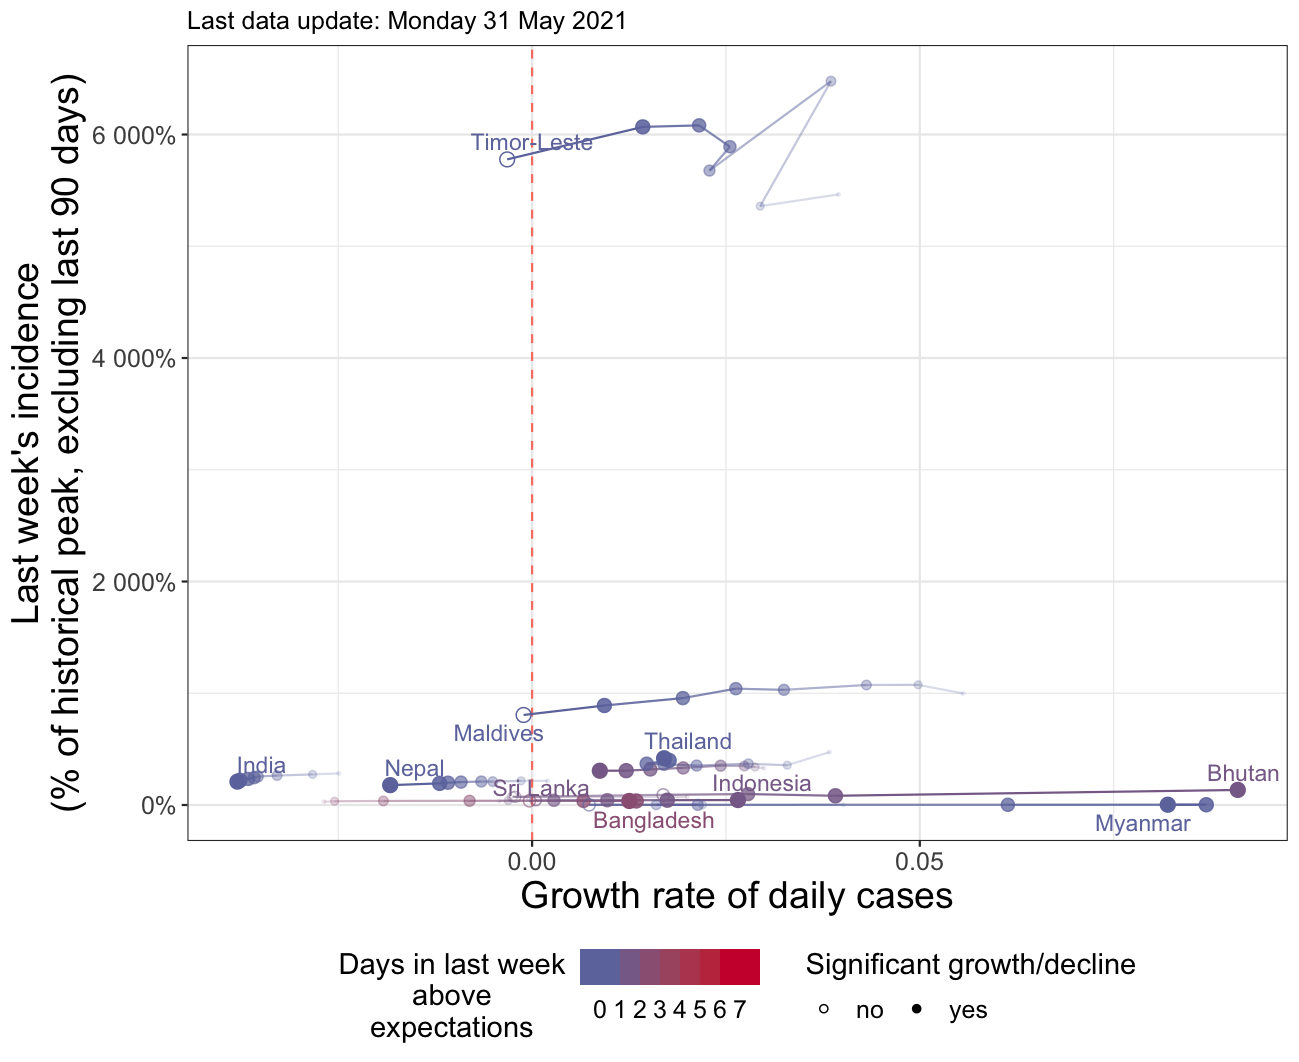 Last data update: Monday 31 May 2021
Last week's incidence
(% of historical peak, excluding last 90 days)
6 000%
4 000%
2 000%
0%
Timor-Leste
Maldives
Thailand
India
Nepal
Sri Lanka
Indonesia
Bhutan
Bangladesh
Myanmar
0.00
0.05
Growth rate of daily cases
Days in last week
above
expectations
0 1 2 3 4 5 6 7
Significant growth/decline
no
yes